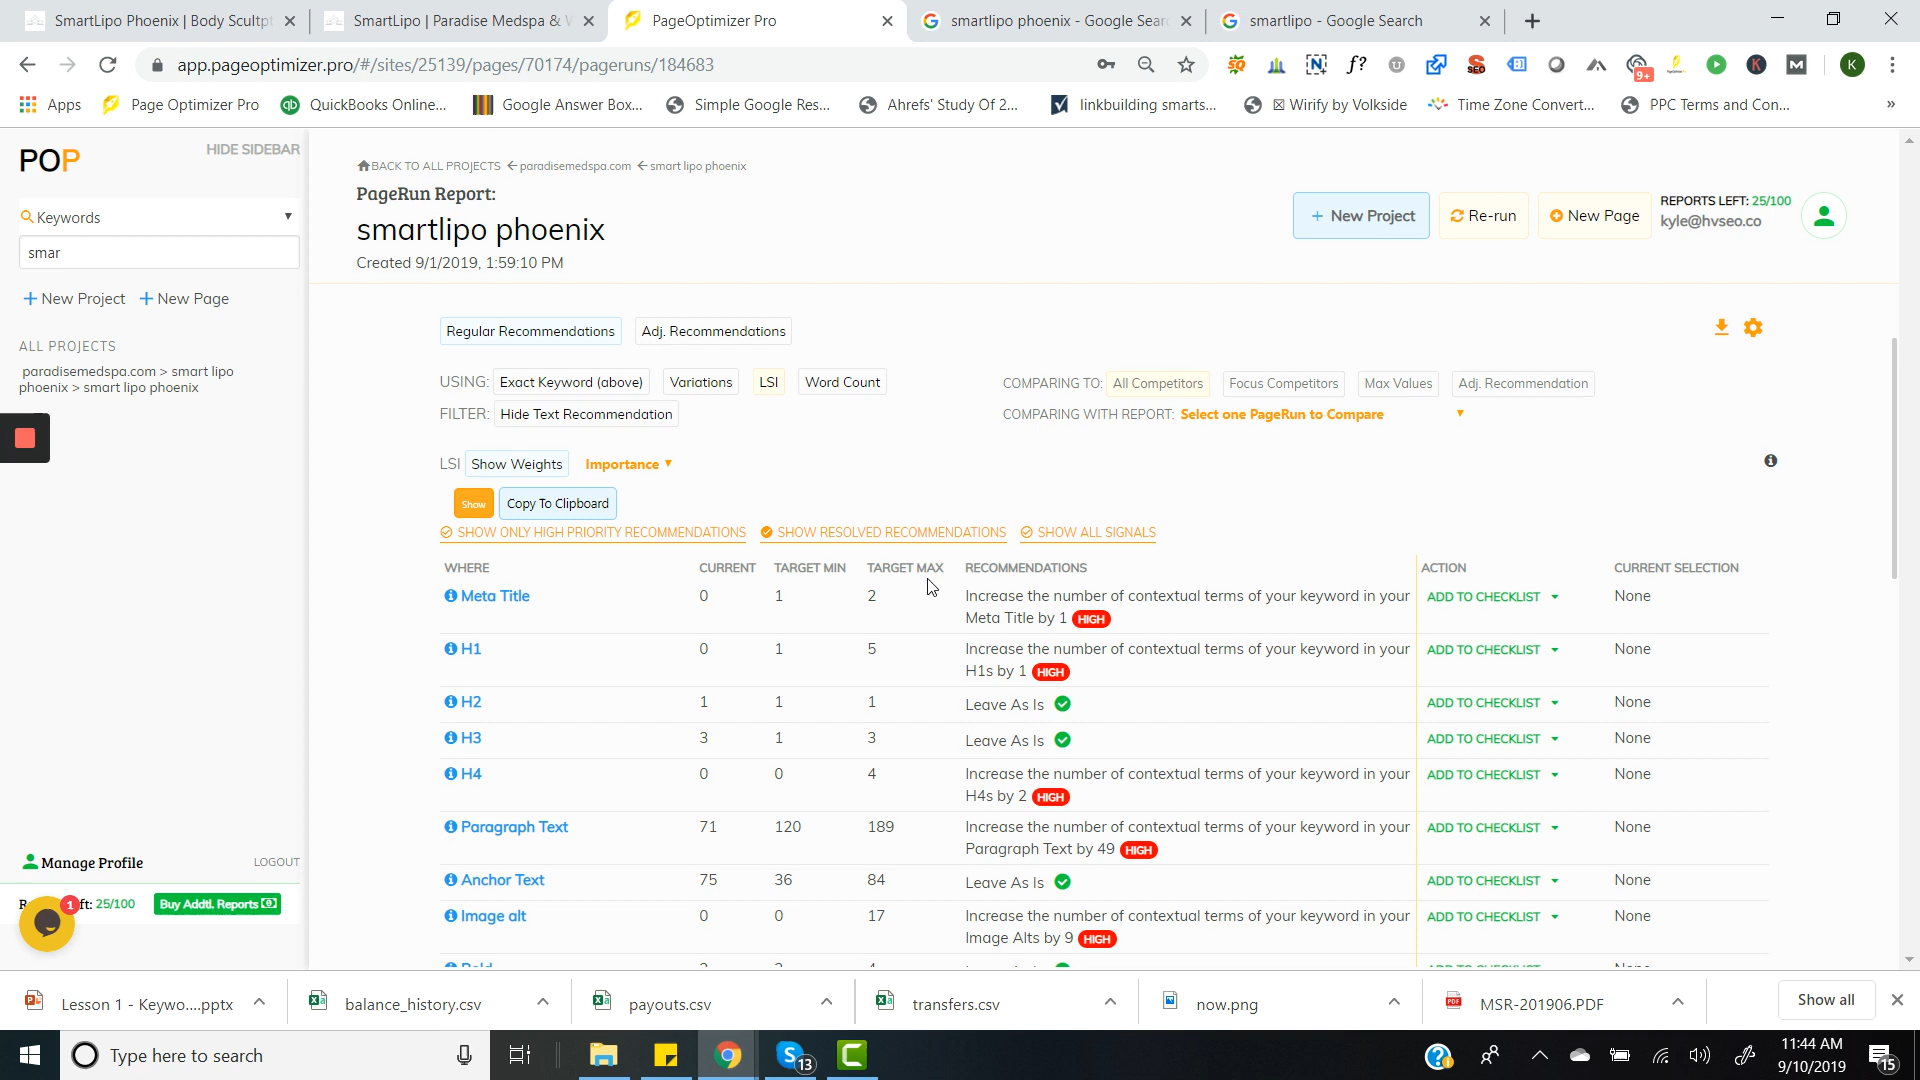 SmartLipo Phoenix | Body Sculpt
SmartLipo | Paradise Medspa & W
PageOptimizer Pro
smartlipo phoenix - Google Searc
smartlipo - Google Search
app.pageoptimizer.pro/#/sites/25139/pages/70174/pageruns/184683
Apps
Page Optimizer Pro
QuickBooks Online...
Google Answer Box...
Simple Google Res...
Ahrefs' Study Of 2...
linkbuilding smarts...
Wirify by Volkside
Time Zone Convert...
PPC Terms and Con...
»
POP
HIDE SIDEBAR
Keywords
smar
+ New Project + New Page
ALL PROJECTS
paradisemedspa.com > smart lipo
phoenix > smart lipo phoenix
Manage Profile
LOGOUT
ft: 25/100
Buy Addtl. Reports
1
BACK TO ALL PROJECTS ← paradisemedspa.com ← smart lipo phoenix
PageRun Report:
smartlipo phoenix
Created 9/1/2019, 1:59:10 PM
+ New Project
Re-run
New Page
REPORTS LEFT: 25/100
kyle@hvseo.co
Regular Recommendations
Adj. Recommendations
USING: Exact Keyword (above) Variations LSI Word Count
COMPARING TO: All Competitors Focus Competitors Max Values Adj. Recommendation
FILTER: Hide Text Recommendation
COMPARING WITH REPORT: Select one PageRun to Compare
LSI Show Weights Importance
Show Copy To Clipboard
SHOW ONLY HIGH PRIORITY RECOMMENDATIONS SHOW RESOLVED RECOMMENDATIONS SHOW ALL SIGNALS
WHERE CURRENT TARGET MIN TARGET MAX RECOMMENDATIONS ACTION CURRENT SELECTION
Meta Title 0 1 2 Increase the number of contextual terms of your keyword in your ADD TO CHECKLIST None
Meta Title by 1 HIGH
H1 0 1 5 Increase the number of contextual terms of your keyword in your ADD TO CHECKLIST None
H1s by 1 HIGH
H2 1 1 1 Leave As Is ADD TO CHECKLIST None
H3 3 1 3 Leave As Is ADD TO CHECKLIST None
H4 0 0 4 Increase the number of contextual terms of your keyword in your ADD TO CHECKLIST None
H4s by 2 HIGH
Paragraph Text 71 120 189 Increase the number of contextual terms of your keyword in your ADD TO CHECKLIST None
Paragraph Text by 49 HIGH
Anchor Text 75 36 84 Leave As Is ADD TO CHECKLIST None
Image alt 0 0 17 Increase the number of contextual terms of your keyword in your ADD TO CHECKLIST None
Image Alts by 9 HIGH
Lesson 1 - Keywo....pptx
balance_history.csv
payouts.csv
transfers.csv
now.png
MSR-201906.PDF
Show all
Type here to search
13
11:44 AM
9/10/2019
15